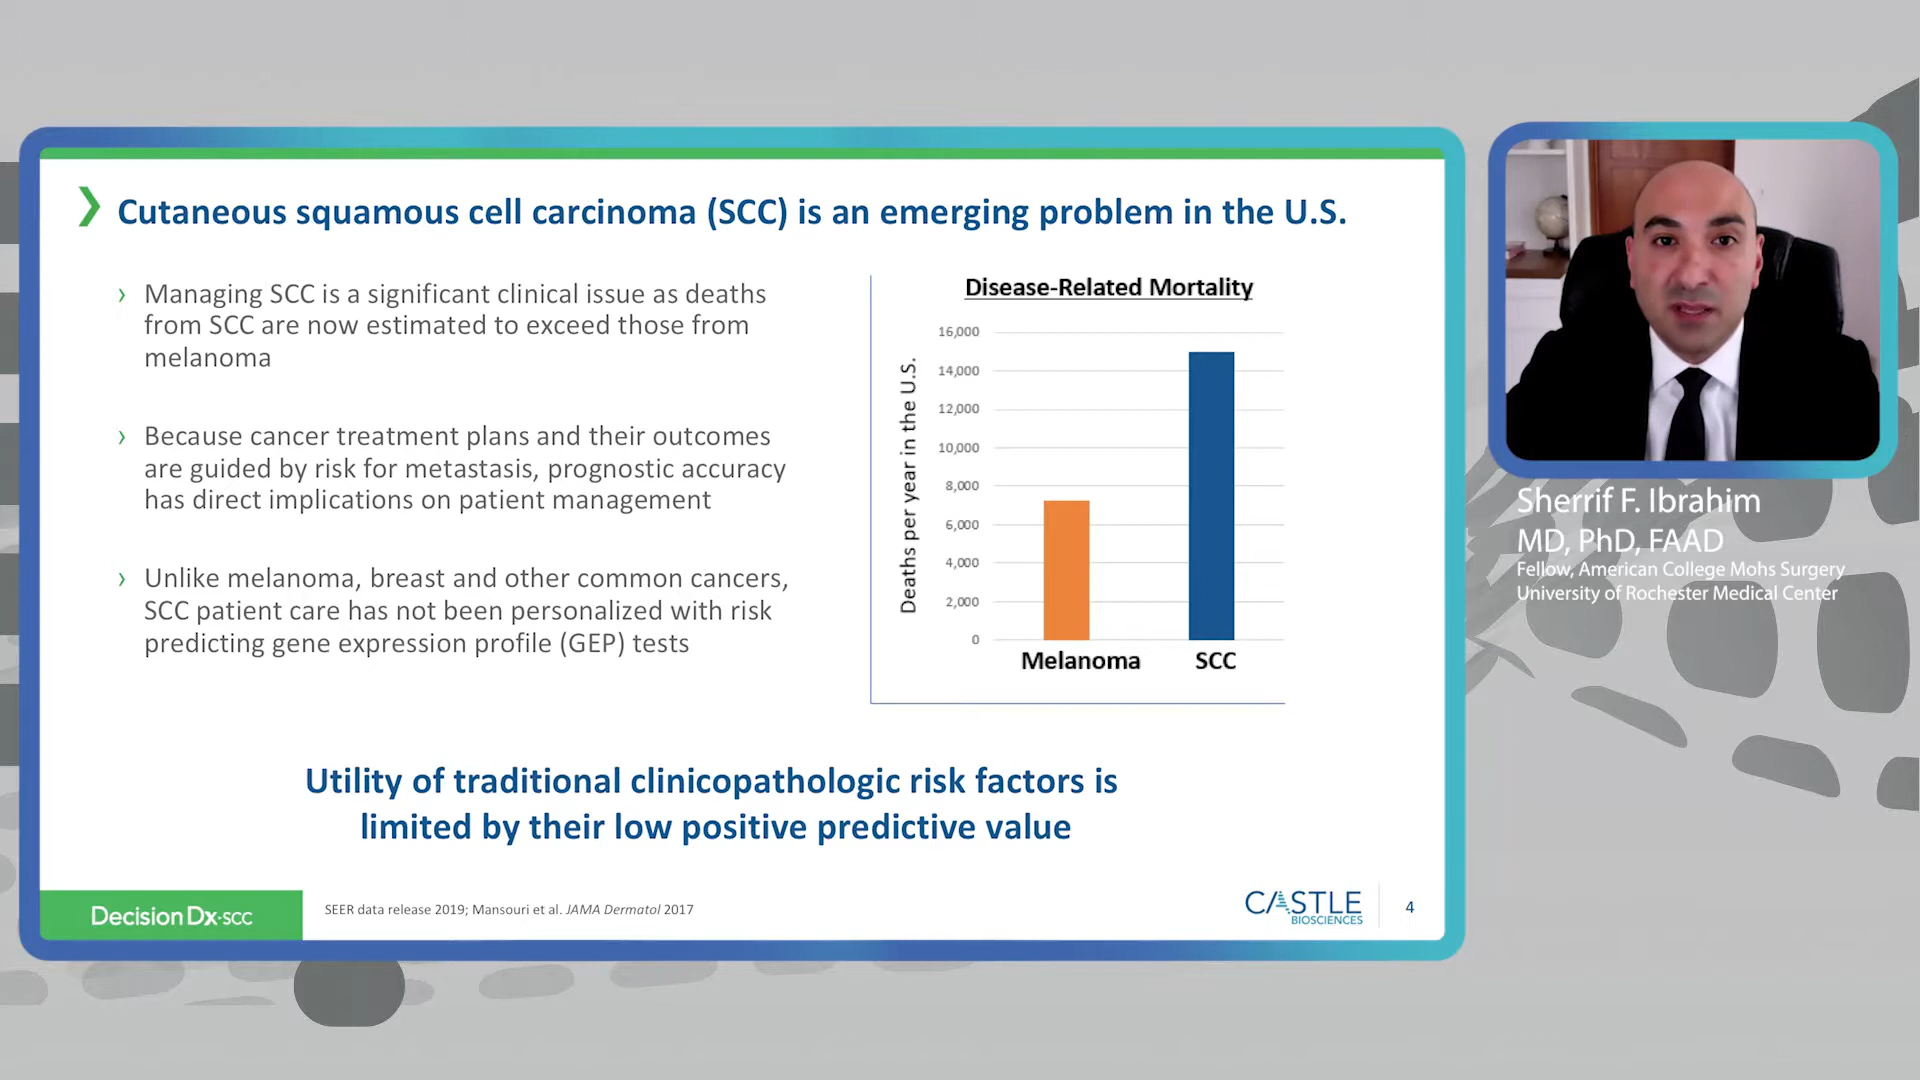 Cutaneous squamous cell carcinoma (SCC) is an emerging problem in the U.S.
› Managing SCC is a significant clinical issue as deaths
from SCC are now estimated to exceed those from
melanoma
› Because cancer treatment plans and their outcomes
are guided by risk for metastasis, prognostic accuracy
has direct implications on patient management
› Unlike melanoma, breast and other common cancers,
SCC patient care has not been personalized with risk
predicting gene expression profile (GEP) tests
Disease-Related Mortality
Deaths per year in the U.S.
16,000
14,000
12,000
10,000
8,000
6,000
4,000
2,000
0
Melanoma SCC
Utility of traditional clinicopathologic risk factors is
limited by their low positive predictive value
DecisionDx·SCC
SEER data release 2019; Mansouri et al. JAMA Dermatol 2017
CASTLE
BIOSCIENCES
4
Sherrif F. Ibrahim
MD, PhD, FAAD
Fellow, American College Mohs Surgery
University of Rochester Medical Center